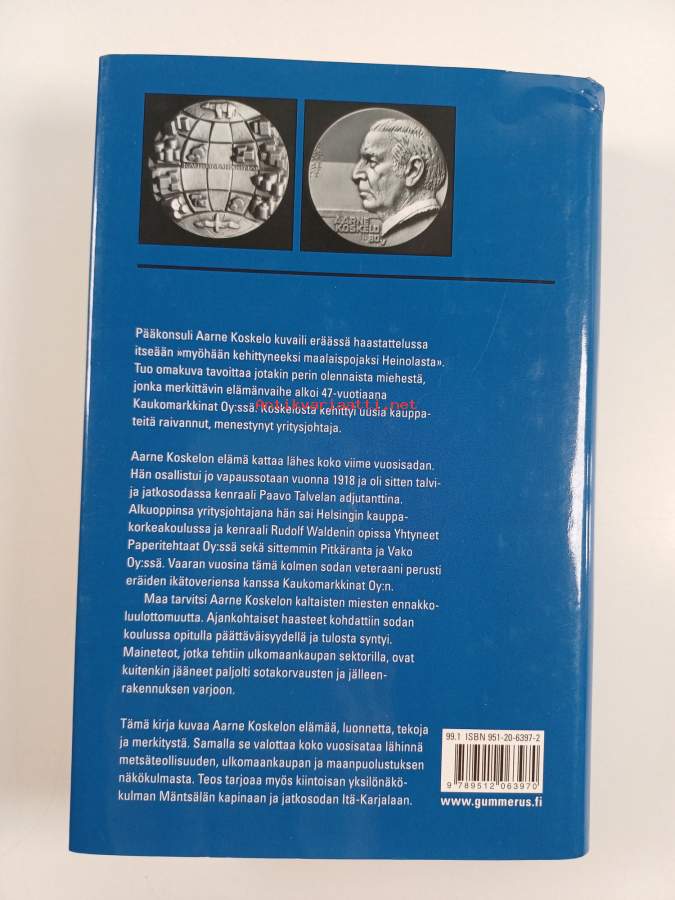 KAUKOMARKKINAT
AARNE
KOSKELO
Pääkonsuli Aarne Koskelo kuvaili eräässä haastattelussa
itseään »myöhään kehittyneeksi maalaispojaksi Heinolasta».
Tuo omakuva tavoittaa jotakin perin olennaista miehestä,
jonka merkittävin elämänvaihe alkoi 47-vuotiaana
Antikvariaatti.net
Kaukomarkkinat Oy:ssä. Koskelosta kehittyi uusia kauppa-
teitä raivannut, menestynyt yritysjohtaja.
Aarne Koskelon elämä kattaa lähes koko viime vuosisadan.
Hän osallistui jo vapaussotaan vuonna 1918 ja oli sitten talvi-
ja jatkosodassa kenraali Paavo Talvelan adjutanttina.
Alkuoppinsa yritysjohtajana hän sai Helsingin kauppa-
korkeakoulussa ja kenraali Rudolf Waldenin opissa Yhtyneet
Paperitehtaat Oy:ssä sekä sittemmin Pitkäranta ja Vako
Oy:ssä. Vaaran vuosina tämä kolmen sodan veteraani perusti
eräiden ikätoveriensa kanssa Kaukomarkkinat Oy:n.
Maa tarvitsi Aarne Koskelon kaltaisten miesten ennakko-
luulottomuutta. Ajankohtaiset haasteet kohdattiin sodan
koulussa opitulla päättäväisyydellä ja tulosta syntyi.
Maineteot, jotka tehtiin ulkomaankaupan sektorilla, ovat
kuitenkin jääneet paljolti sotakorvausten ja jälleen-
rakennuksen varjoon.
Tämä kirja kuvaa Aarne Koskelon elämää, luonnetta, tekoja
ja merkitystä. Samalla se valottaa koko vuosisataa lähinnä
metsäteollisuuden, ulkomaankaupan ja maanpuolustuksen
näkökulmasta. Teos tarjoaa myös kiintoisan yksilönäkö-
kulman Mäntsälän kapinaan ja jatkosodan Itä-Karjalaan.
99.1 ISBN 951-20-6397-2
9 789512 063970
www.gummerus.fi